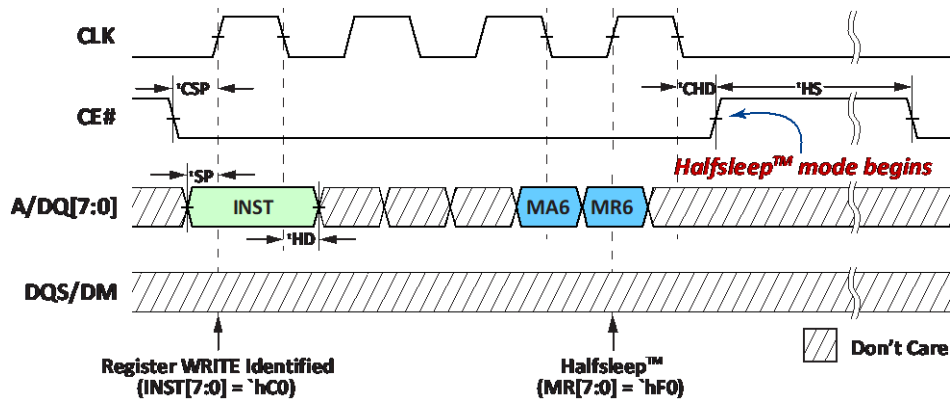 CLK
tCSP
tCHD
tHS
CE#
Halfsleep™ mode begins
tSP
A/DQ[7:0]
INST
MA6
MR6
tHD
DQS/DM
Register WRITE Identified
(INST[7:0] = `hC0)
Halfsleep™
(MR[7:0] = `hF0)
Don't Care